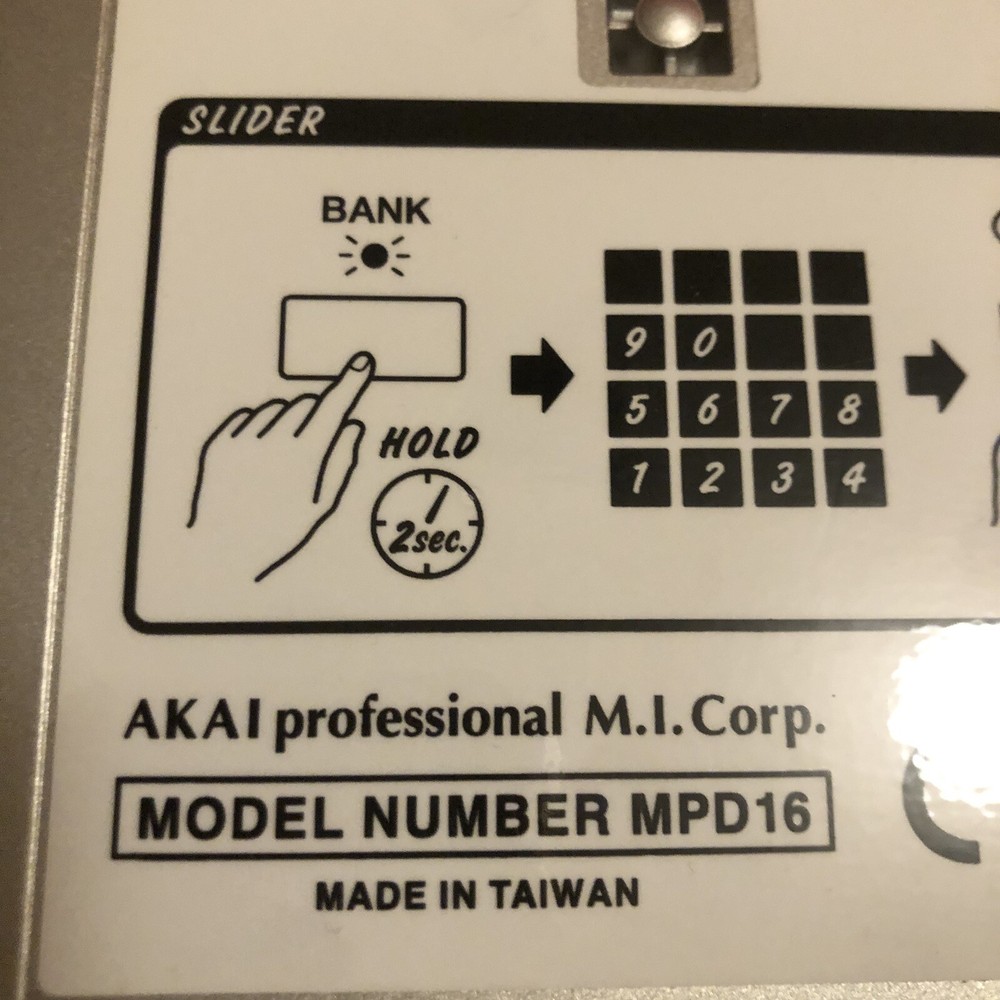 SLIDER
BANK
9 0
5 6 7 8
1 2 3 4
HOLD
2sec.
AKAI professional M.I.Corp.
MODEL NUMBER MPD16
MADE IN TAIWAN